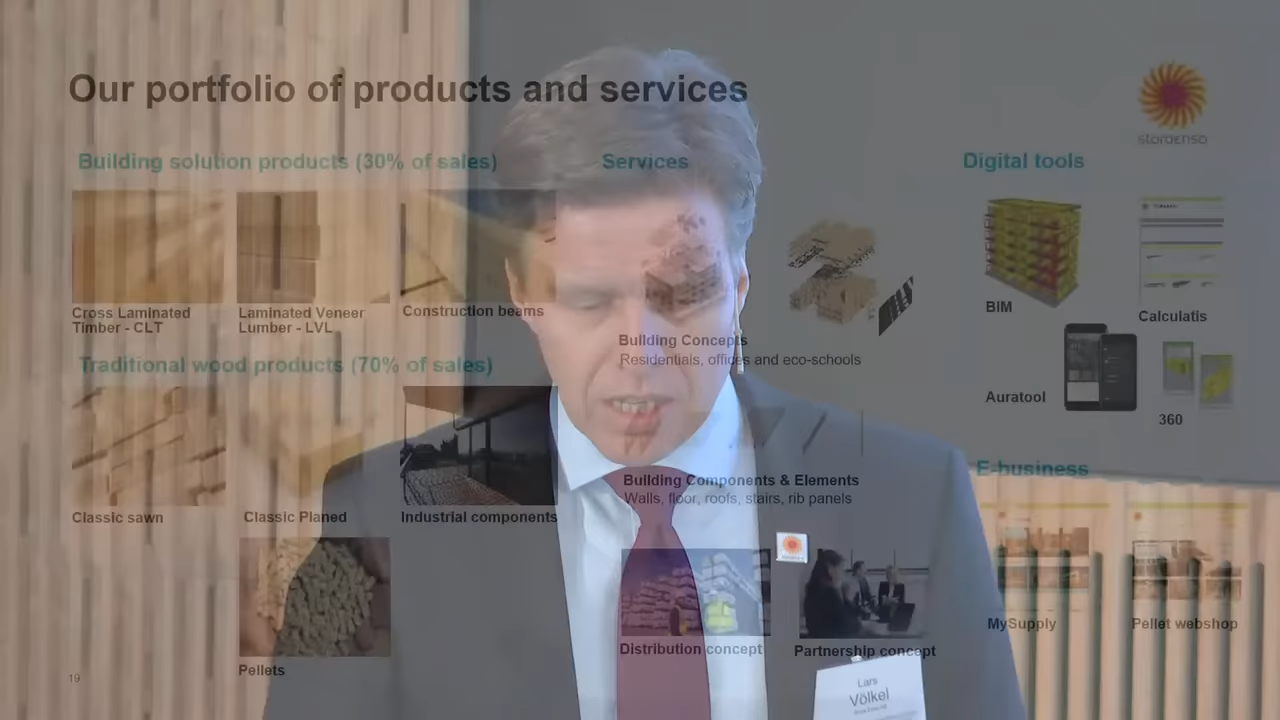 Our portfolio of products and services
storaenso
Building solution products (30% of sales)
Services
Digital tools
Cross Laminated
Timber - CLT
Laminated Veneer
Lumber - LVL
Construction beams
BIM
Calculatis
Building Concepts
Residentials, offices and eco-schools
Traditional wood products (70% of sales)
Auratool
360
Building Components & Elements
Walls, floor, roofs, stairs, rib panels
E-business
Classic sawn
Classic Planed
Industrial components
MySupply
Pellet webshop
Distribution concept
Partnership concept
Pellets
19
Lars
Völkel